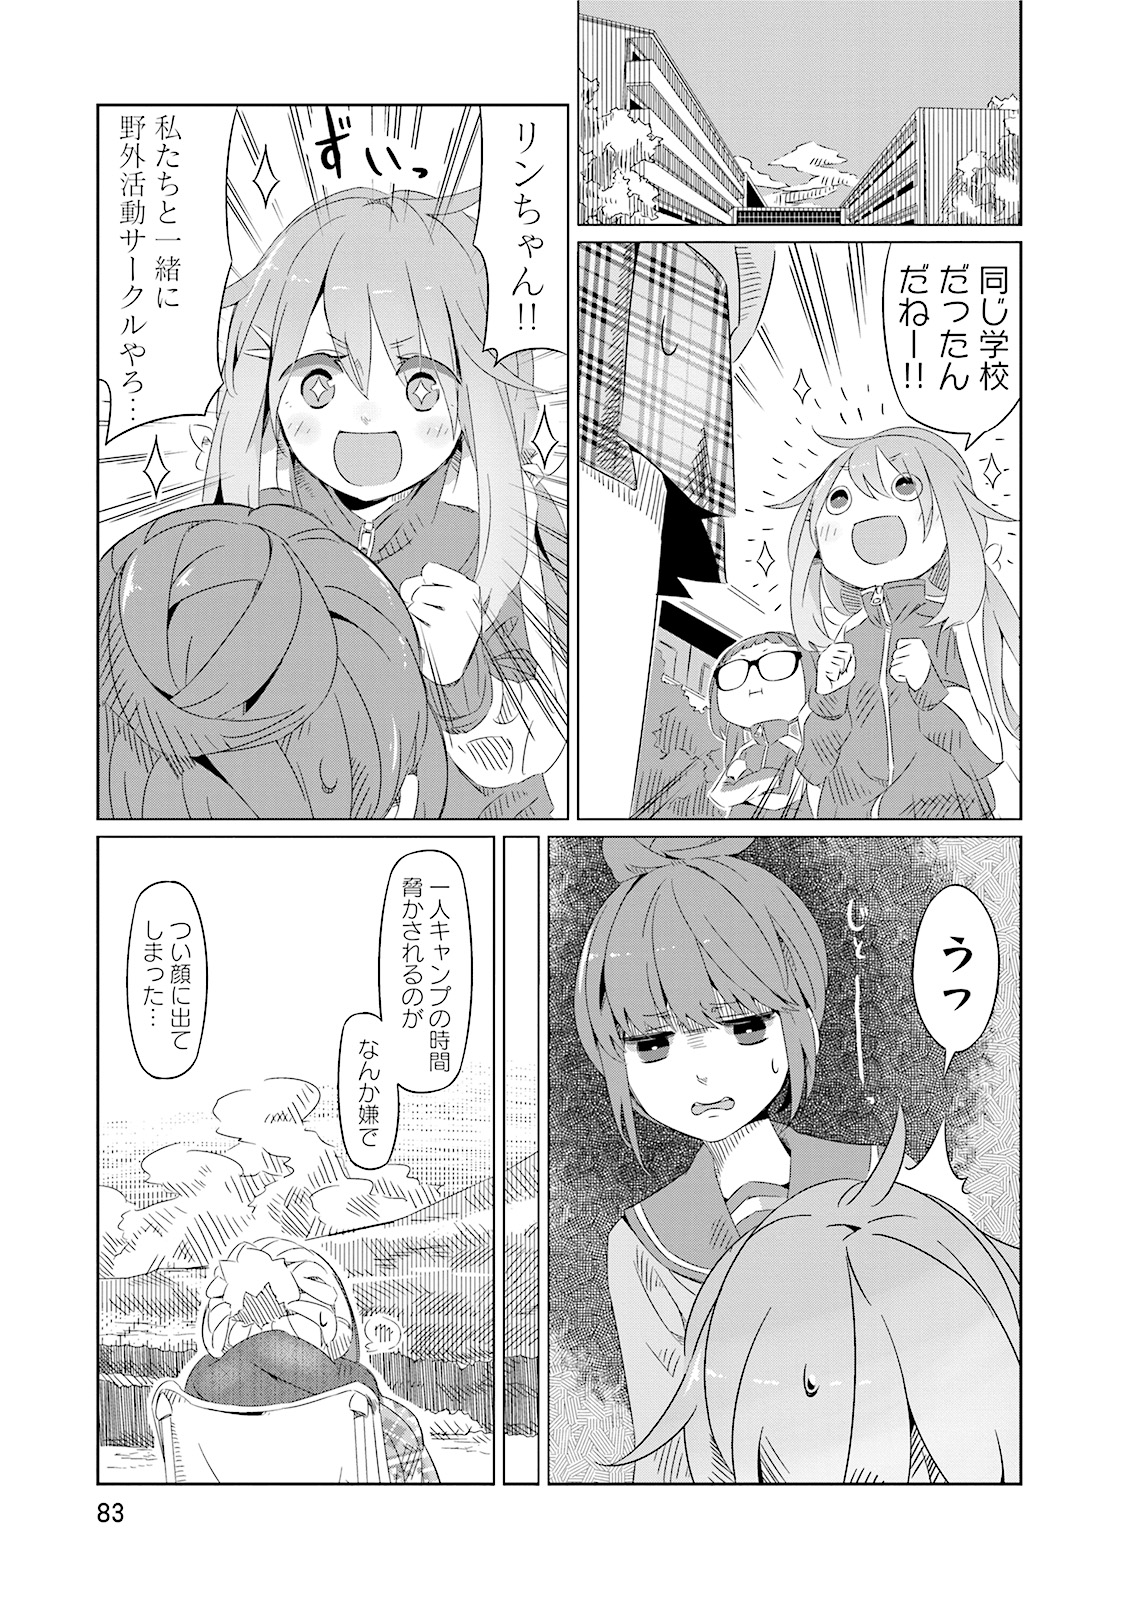 同じ学校
だったん
だねー!!
リンちゃん!!
ずいっ
私たちと一緒に
野外活動サークルやろ…
うっ
じとーっ
一人キャンプの時間
脅かされるのが
なんか嫌で
つい顔に出て
しまった…
83